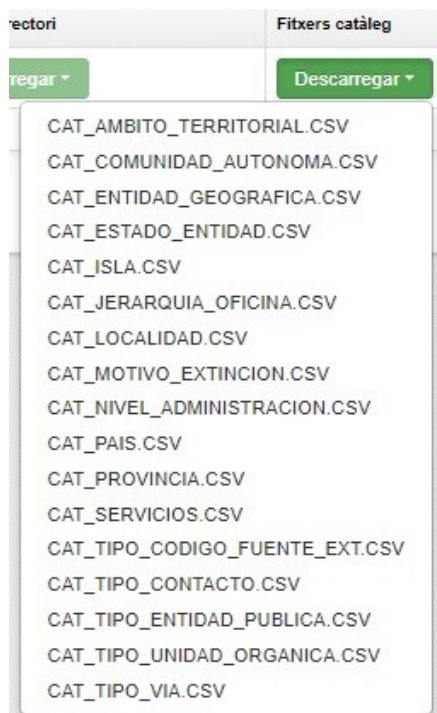 rectori
Fitxers catàleg
regar
Descarregar
CAT_AMBITO_TERRITORIAL.CSV
CAT_COMUNIDAD_AUTONOMA.CSV
CAT_ENTIDAD_GEOGRAFICA.CSV
CAT_ESTADO_ENTIDAD.CSV
CAT_ISLA.CSV
CAT_JERARQUIA_OFICINA.CSV
CAT_LOCALIDAD.CSV
CAT_MOTIVO_EXTINCION.CSV
CAT_NIVEL_ADMINISTRACION.CSV
CAT_PAIS.CSV
CAT_PROVINCIA.CSV
CAT_SERVICIOS.CSV
CAT_TIPO_CODIGO_FUENTE_EXT.CSV
CAT_TIPO_CONTACTO.CSV
CAT_TIPO_ENTIDAD_PUBLICA.CSV
CAT_TIPO_UNIDAD_ORGANICA.CSV
CAT_TIPO_VIA.CSV